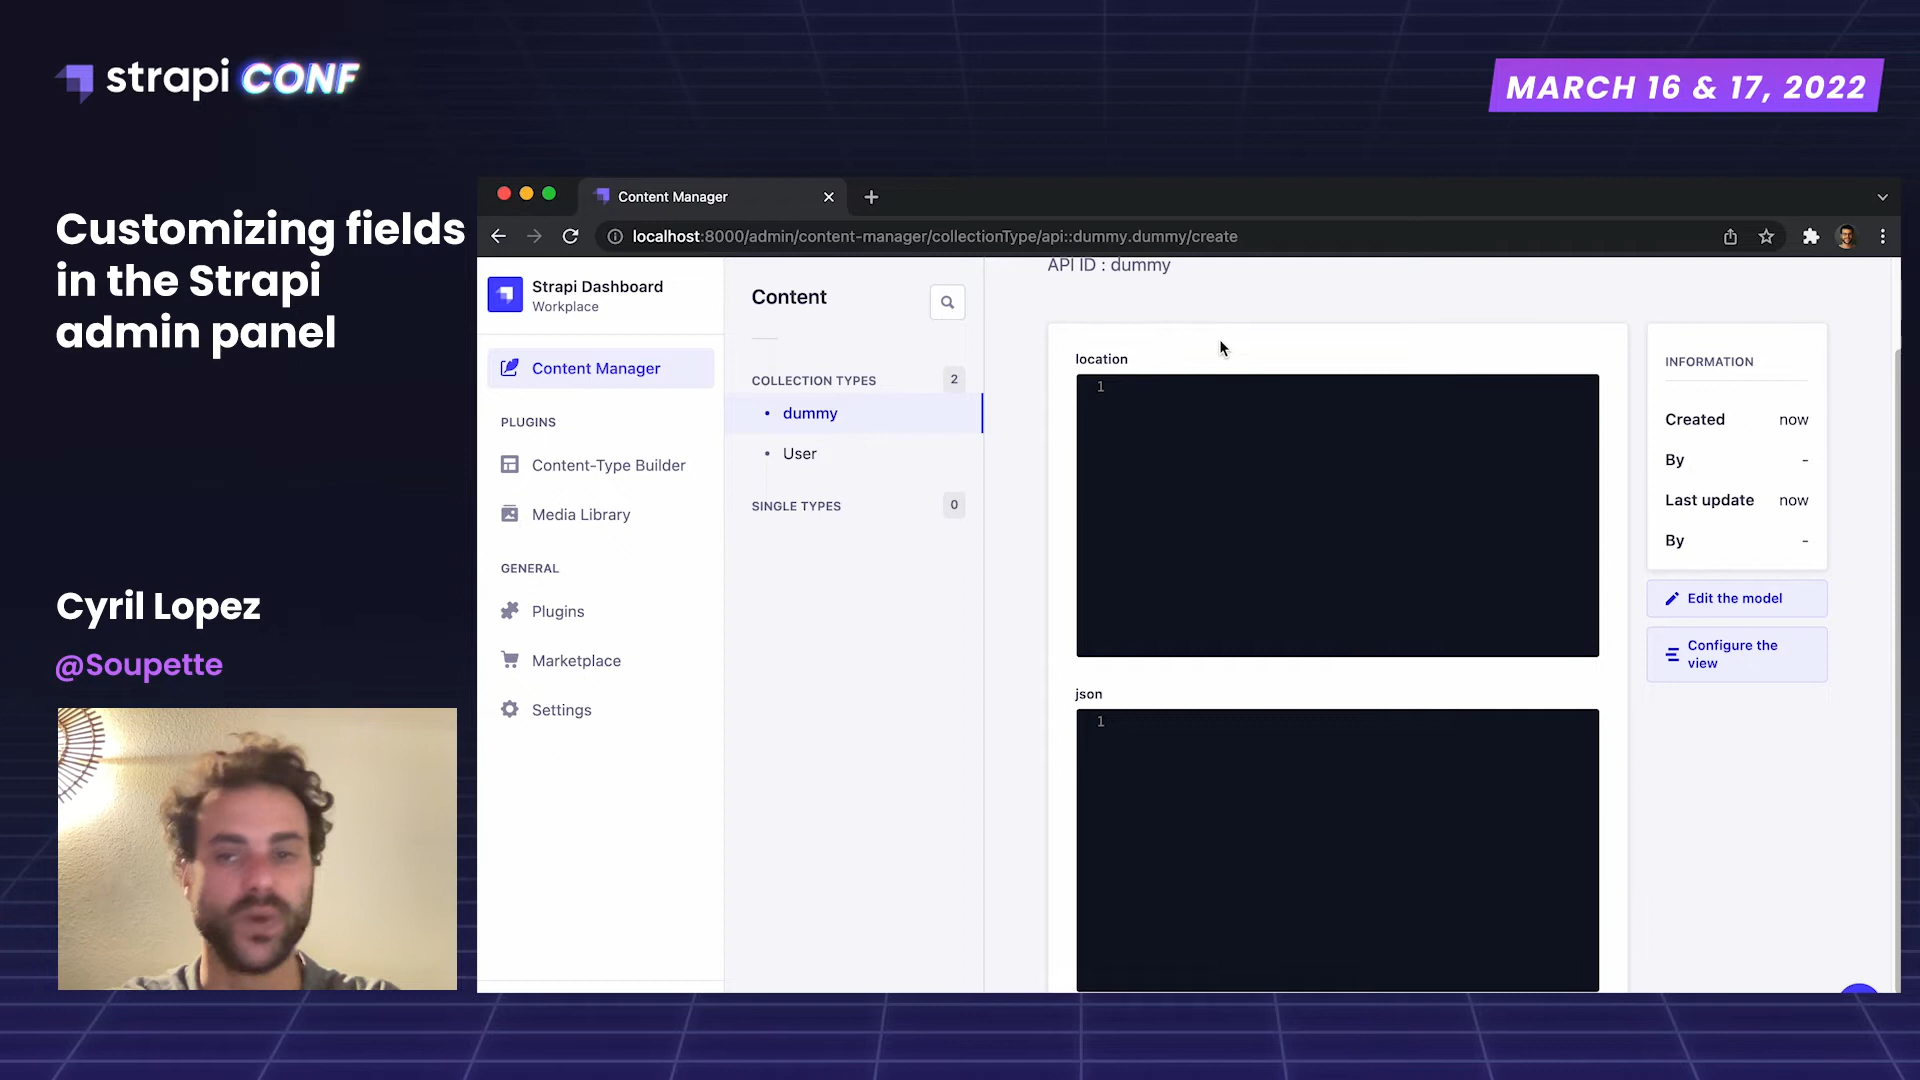 strapi CONF
MARCH 16 & 17, 2022
Customizing fields
in the Strapi
admin panel
Cyril Lopez
@Soupette
Content Manager
localhost:8000/admin/content-manager/collectionType/api::dummy.dummy/create
Strapi Dashboard
Workplace
Content Manager
PLUGINS
Content-Type Builder
Media Library
GENERAL
Plugins
Marketplace
Settings
Content
COLLECTION TYPES 2
dummy
User
SINGLE TYPES 0
API ID : dummy
location
1
json
1
INFORMATION
Created now
By -
Last update now
By -
Edit the model
Configure the
view